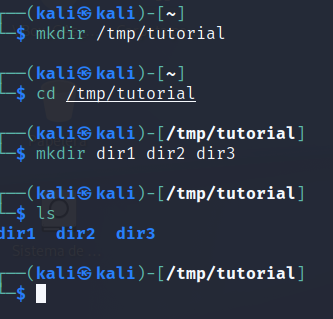 ┌──(kali㉿kali)-[~]
└─$ mkdir /tmp/tutorial
┌──(kali㉿kali)-[~]
└─$ cd /tmp/tutorial
┌──(kali㉿kali)-[/tmp/tutorial]
└─$ mkdir dir1 dir2 dir3
┌──(kali㉿kali)-[/tmp/tutorial]
└─$ ls
dir1 dir2 dir3
┌──(kali㉿kali)-[/tmp/tutorial]
└─$